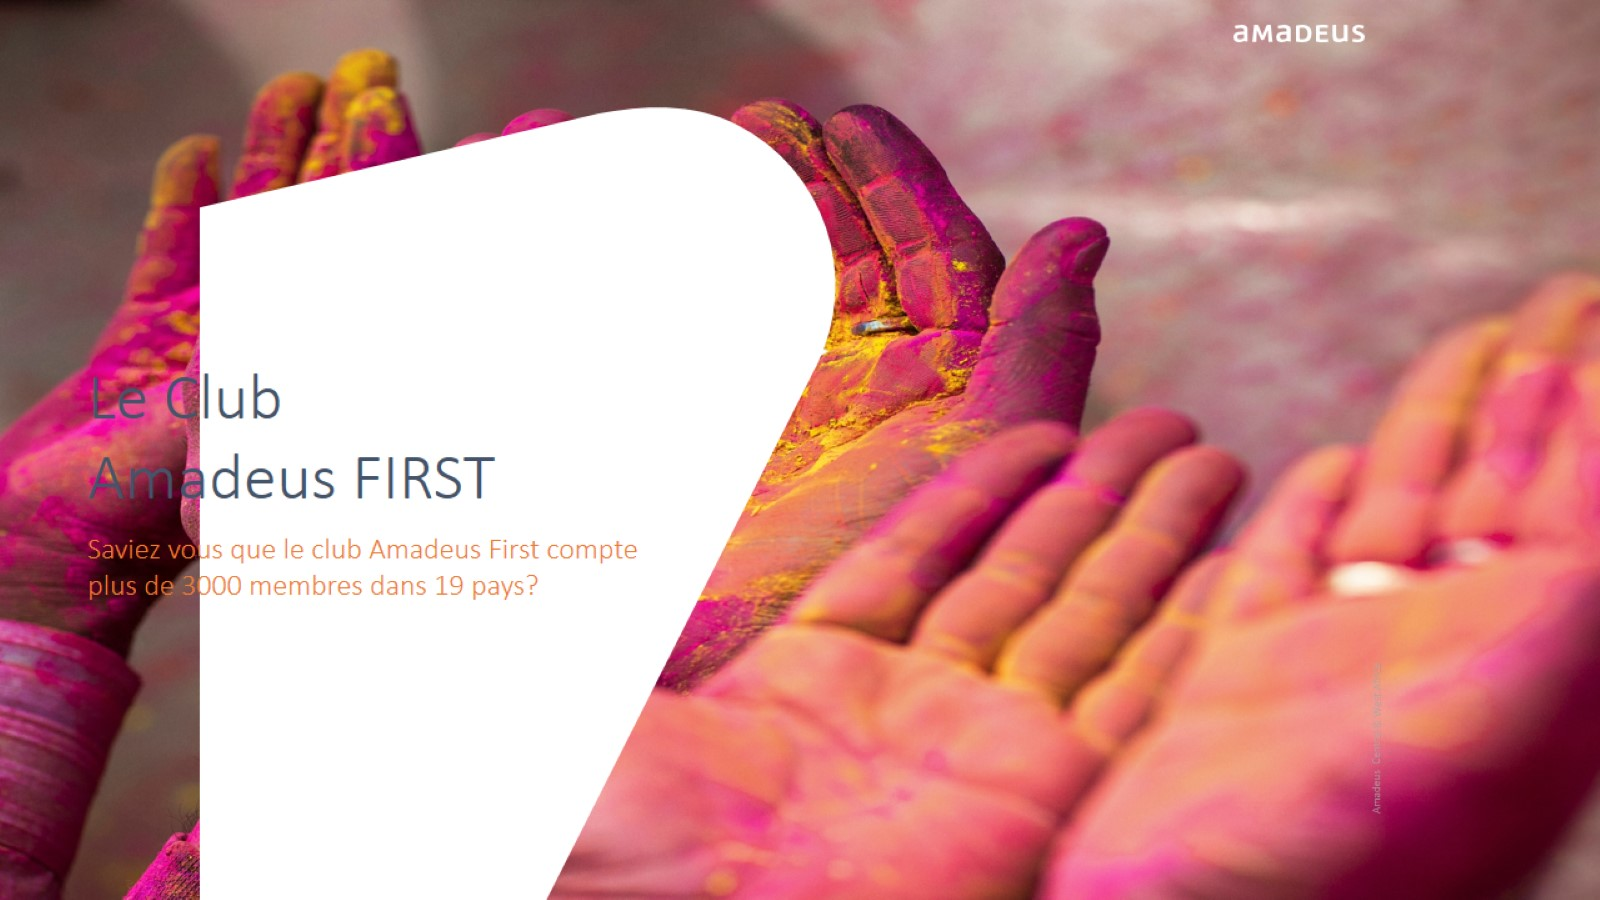 amadeus
Le Club
Amadeus FIRST
Saviez vous que le club Amadeus First compte
plus de 3000 membres dans 19 pays?
Amadeus